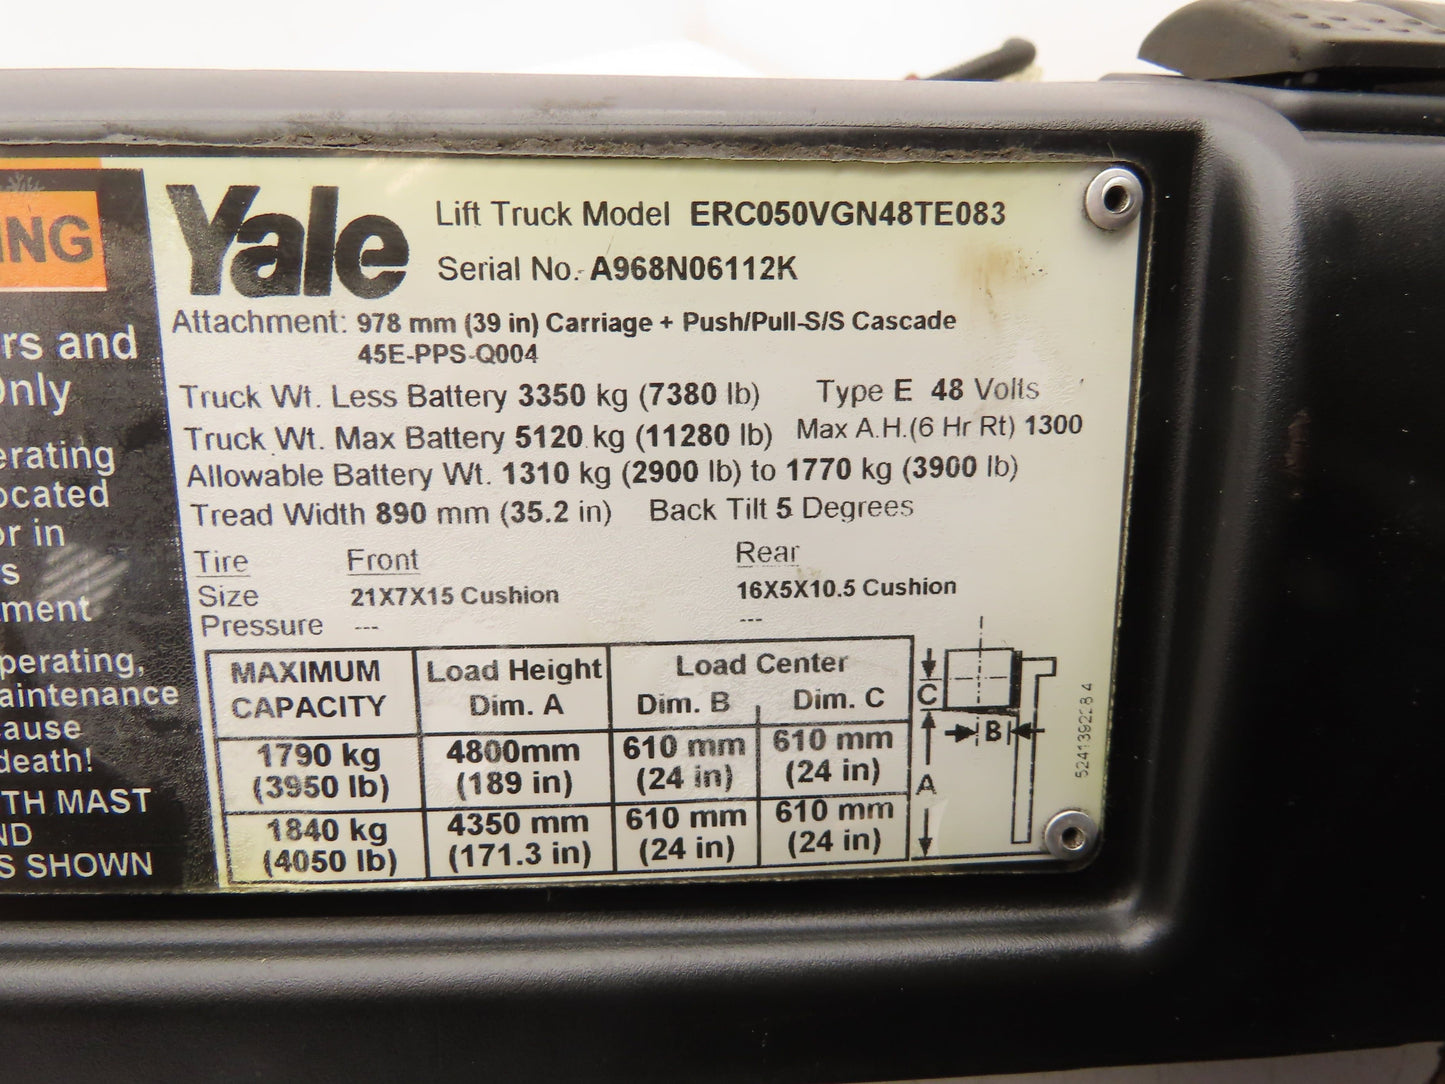 ING
rs and
Only
erating
ocated
or in
s
ment
perating,
aintenance
ause
death!
TH MAST
ND
S SHOWN
Yale
Lift Truck Model ERC050VGN48TE083
Serial No. A968N06112K
Attachment: 978 mm (39 in) Carriage + Push/Pull-S/S Cascade
45E-PPS-Q004
Truck Wt. Less Battery 3350 kg (7380 lb) Type E 48 Volts
Truck Wt. Max Battery 5120 kg (11280 lb) Max A.H.(6 Hr Rt) 1300
Allowable Battery Wt. 1310 kg (2900 lb) to 1770 kg (3900 lb)
Tread Width 890 mm (35.2 in) Back Tilt 5 Degrees
Tire Front Rear
Size 21X7X15 Cushion 16X5X10.5 Cushion
Pressure --- ---
MAXIMUM CAPACITY Load Height Dim. A Load Center Dim. B Dim. C
1790 kg (3950 lb) 4800mm (189 in) 610 mm (24 in) 610 mm (24 in)
1840 kg (4050 lb) 4350 mm (171.3 in) 610 mm (24 in) 610 mm (24 in)
C
B
A
524139228 4